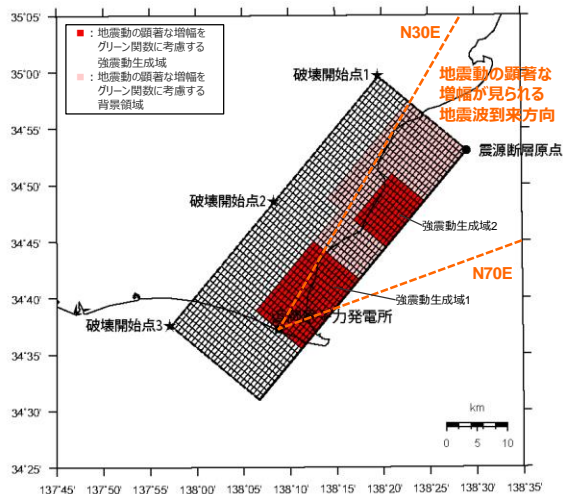 35°05'
35°00'
34°55'
34°50'
34°45'
34°40'
34°35'
34°30'
34°25'
■：地震動の顕著な増幅を
グリーン関数に考慮する
強震動生成域
■：地震動の顕著な増幅を
グリーン関数に考慮する
背景領域
N30E
破壊開始点1
地震動の顕著な
増幅が見られる
地震波到来方向
震源断層原点
破壊開始点2
強震動生成域2
N70E
強震動生成域1
力発電所
破壊開始点3
km
0 10
137°45' 137°50' 137°55' 138°00' 138°05' 138°10' 138°15' 138°20' 138°25' 138°30' 138°35'